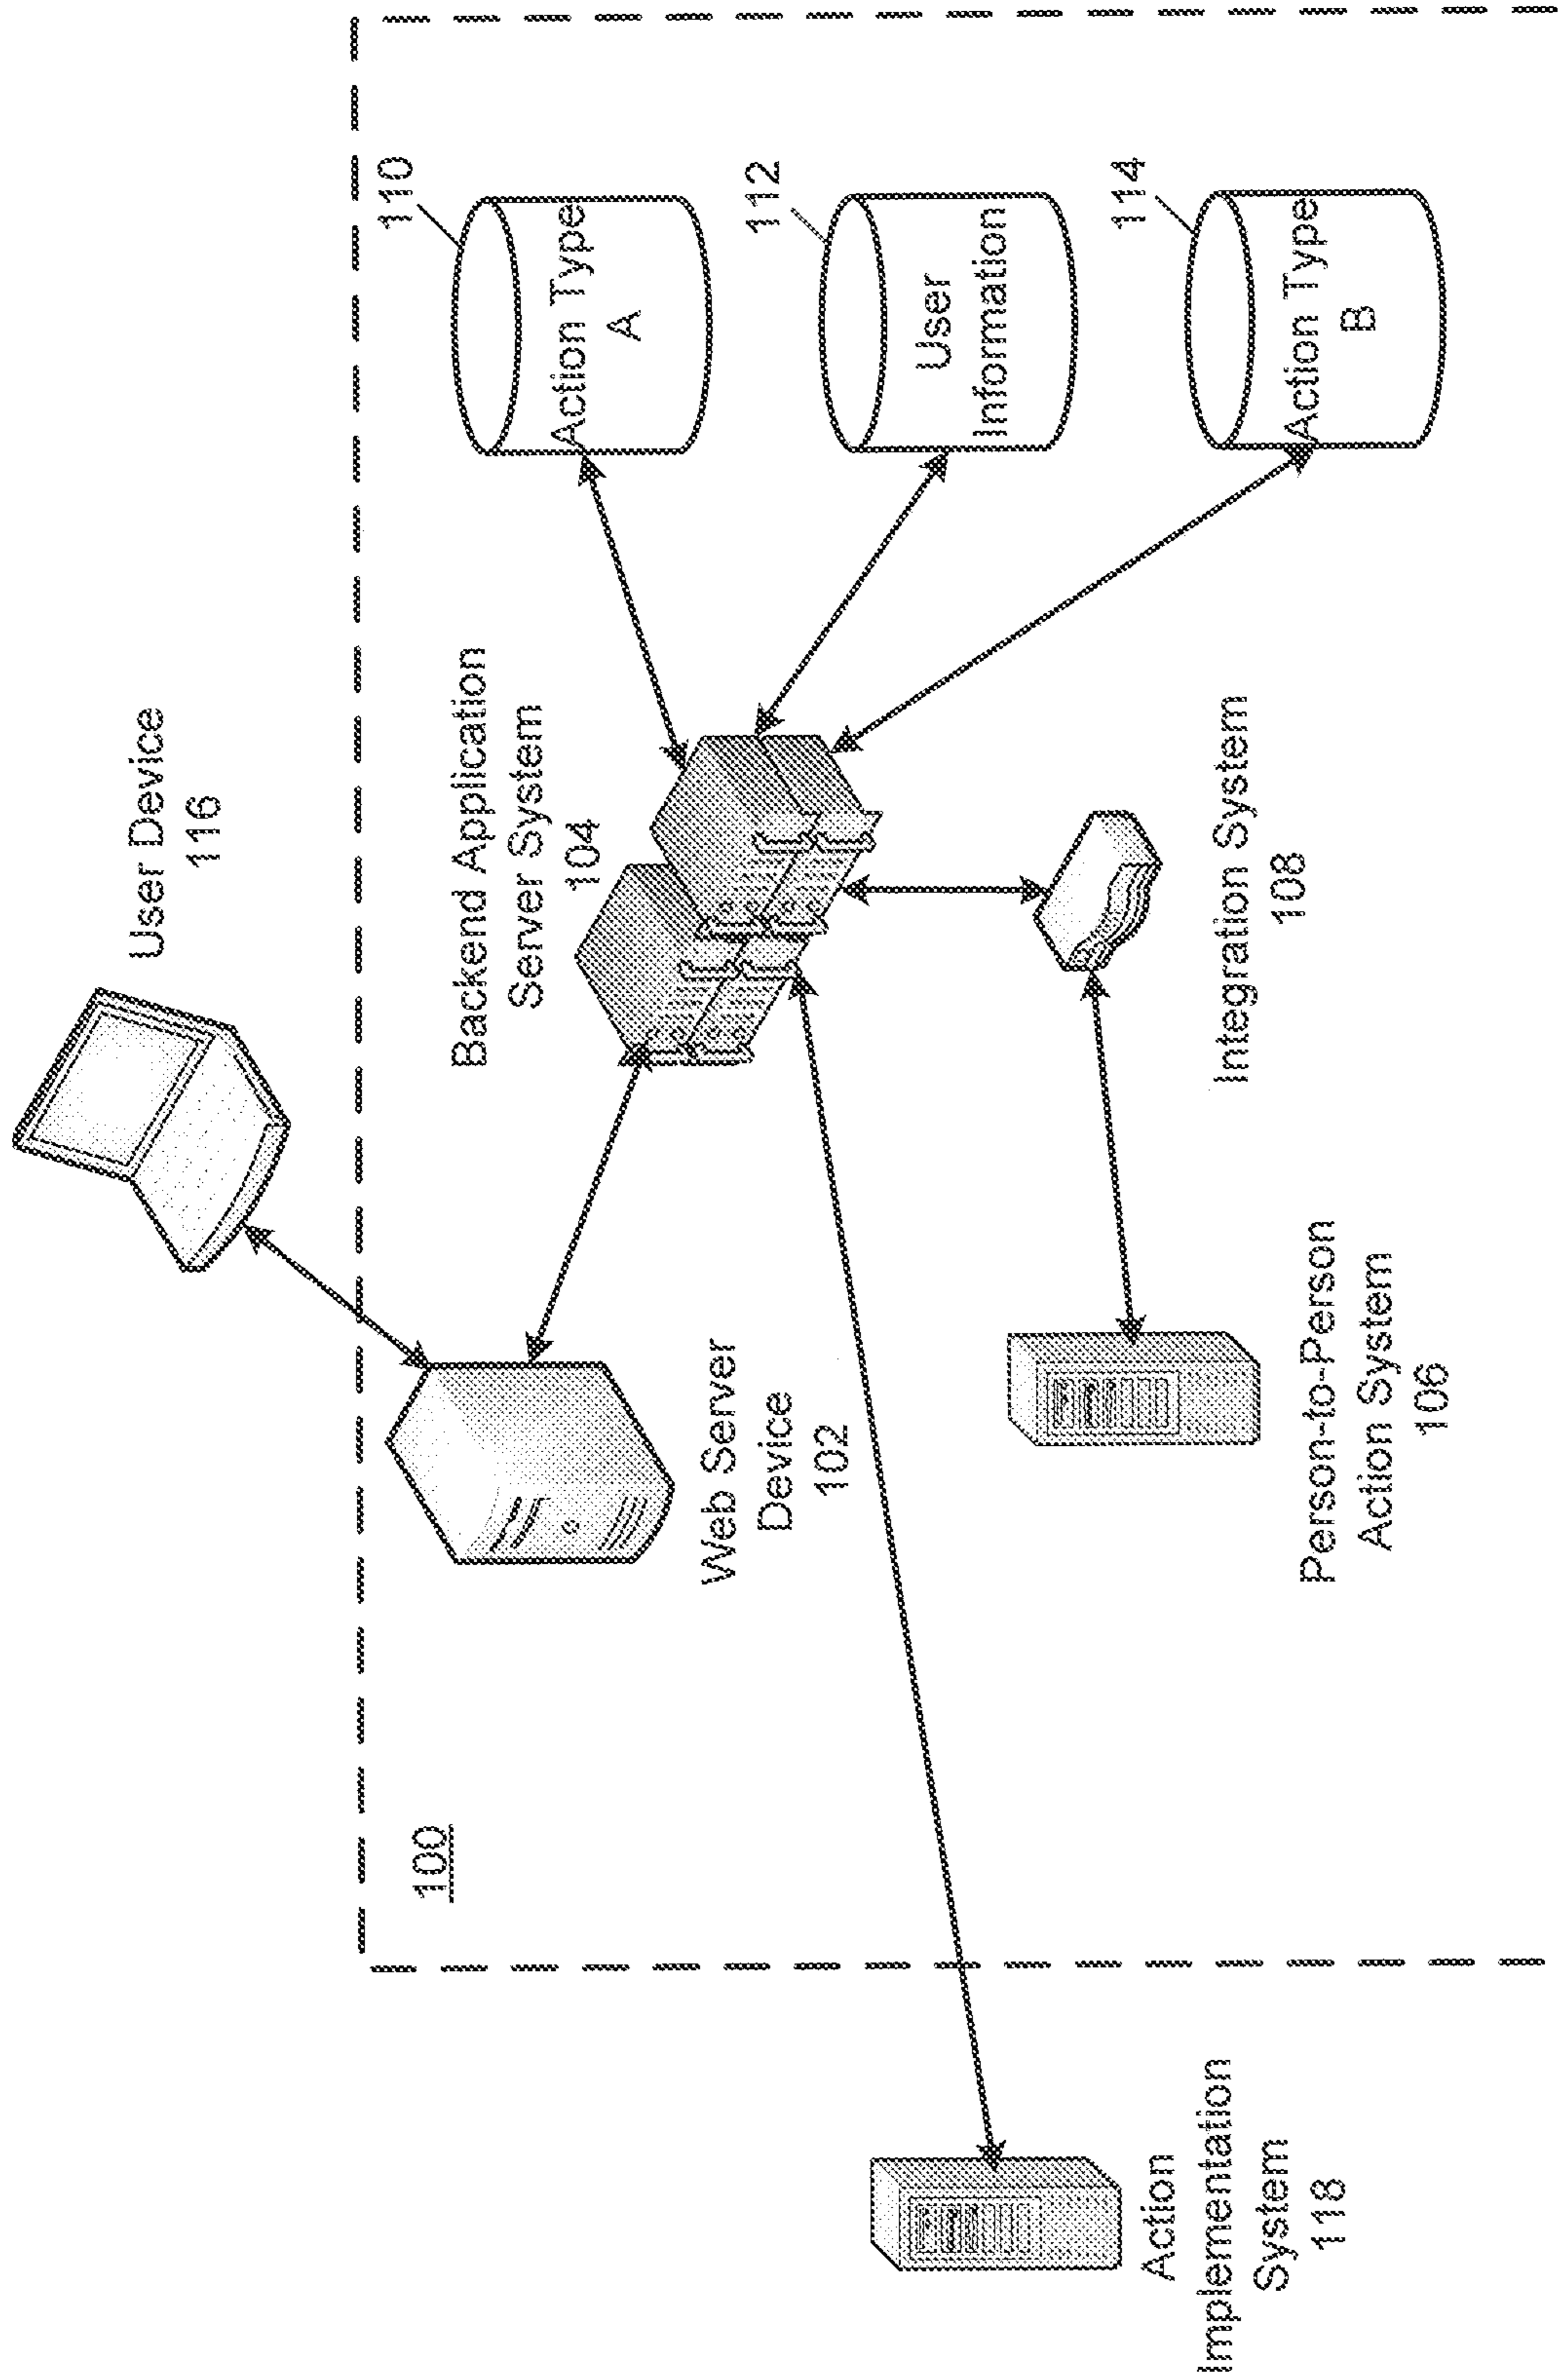 User Device
116
100
Backend Application
Server System
104
110
Action Type
A
Web Server
Device
102
112
User
Information
Action
Implementation
System
118
Person-to-Person
Action System
106
Integration System
108
114
Action Type
B